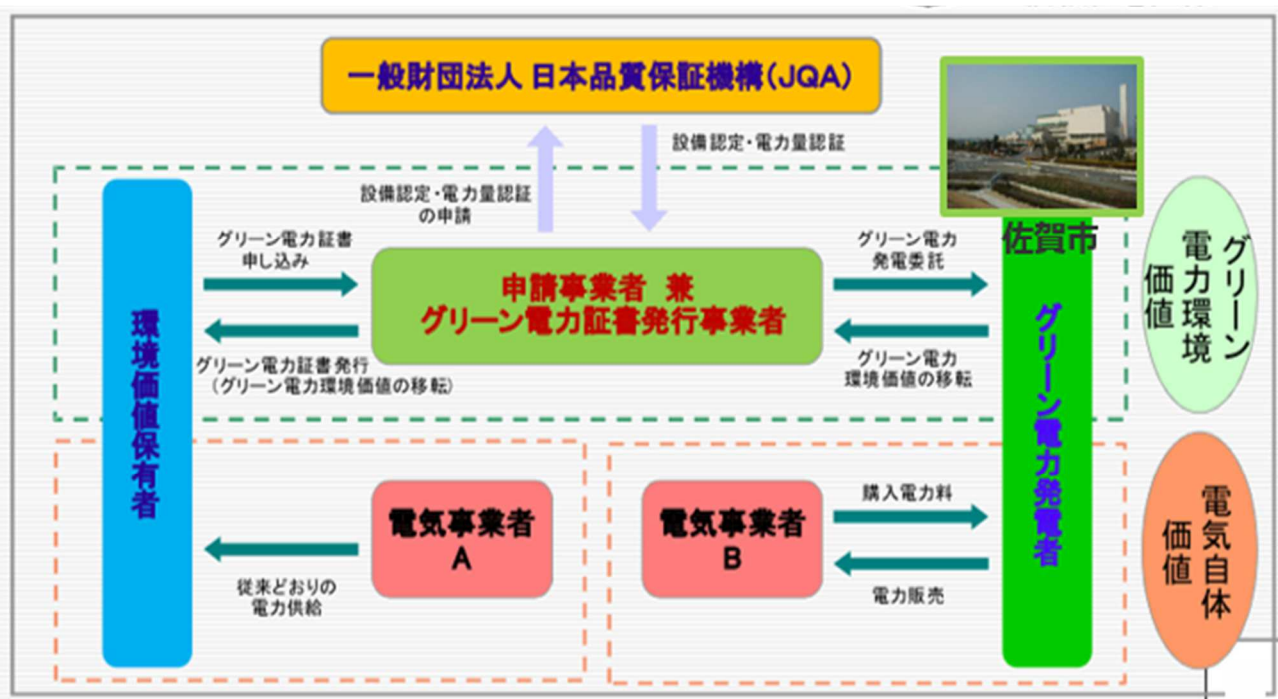 一般財団法人 日本品質保証機構(JQA)
設備認定・電力量認証
設備認定・電力量認証
の申請
佐賀市
グリーン電力証書
申し込み
グリーン電力
発電委託
申請事業者 兼
グリーン電力証書発行事業者
グリーン電力証書発行
(グリーン電力環境価値の移転)
グリーン電力
環境価値の移転
環境価値保有者
グリーン電力発電者
グリーン
電力環境
価値
電気事業者
A
電気事業者
B
購入電力料
電力販売
従来どおりの
電力供給
電気自体
価値